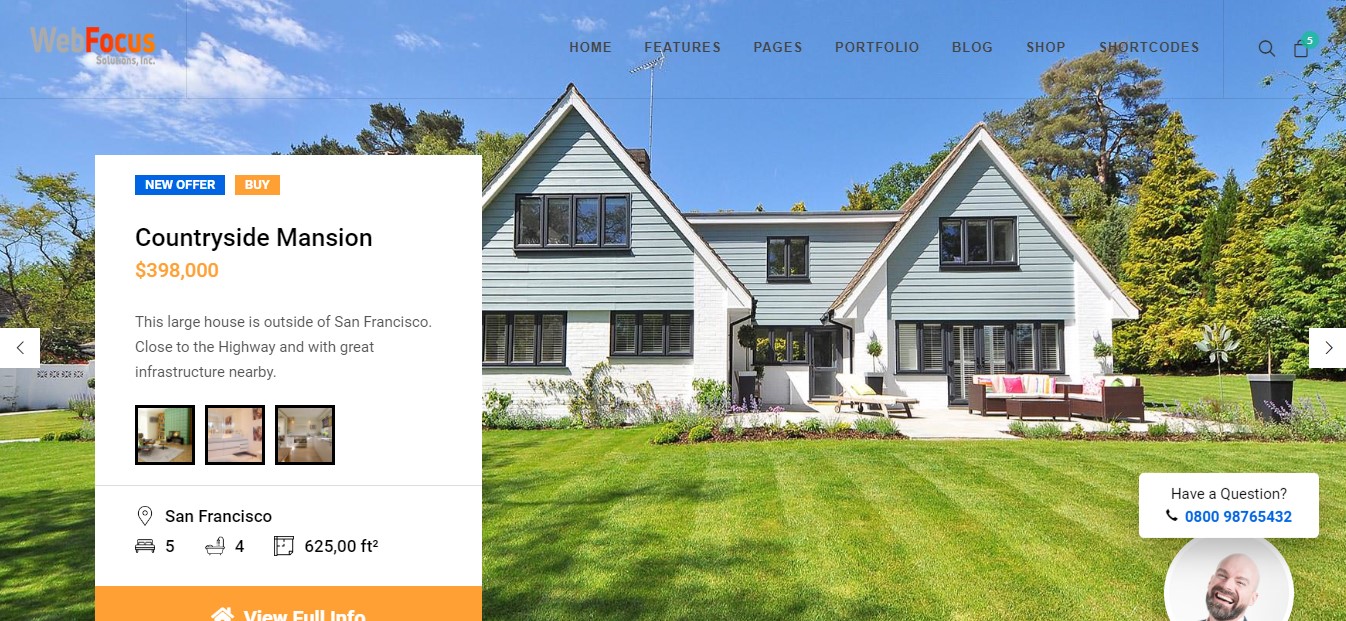 WebFocus
Solutions, Inc.
HOME FEATURES PAGES PORTFOLIO BLOG SHOP SHORTCODES
5
NEW OFFER BUY
Countryside Mansion
$398,000
This large house is outside of San Francisco.
Close to the Highway and with great
infrastructure nearby.
San Francisco
5 4 625,00 ft²
View Full Info
Have a Question?
0800 98765432